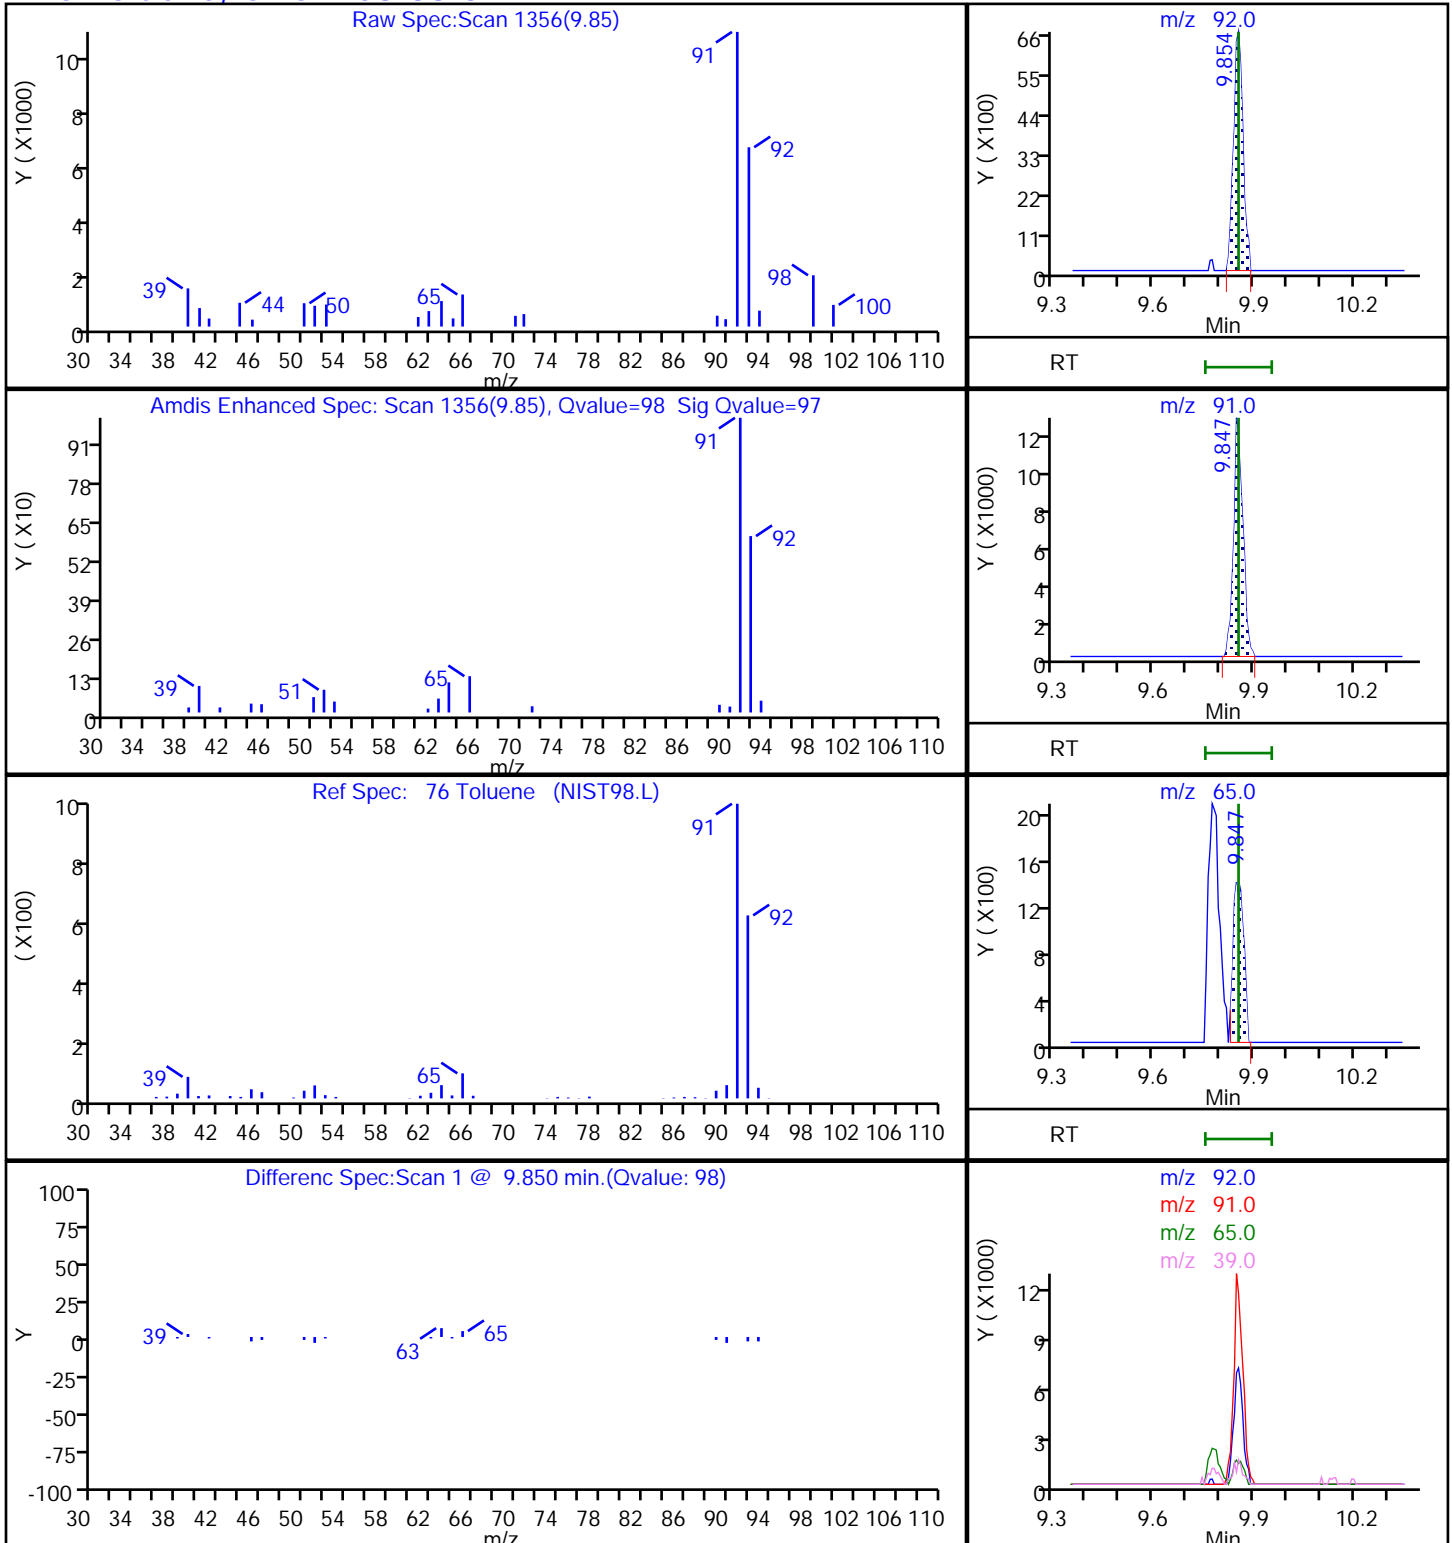 Raw Spec:Scan 1356(9.85)
Y ( X1000)
10
8
6
4
2
0
91
92
98
100
39
44
50
65
30 34 38 42 46 50 54 58 62 66 70 74 78 82 86 90 94 98 102 106 110
m/z
m/z 92.0
Y ( X100)
66
55
44
33
22
11
0
9.854
9.3 9.6 9.9 10.2
Min
RT
Amdis Enhanced Spec: Scan 1356(9.85), Qvalue=98 Sig Qvalue=97
Y ( X10)
91
78
65
52
39
26
13
0
91
92
39
51
65
30 34 38 42 46 50 54 58 62 66 70 74 78 82 86 90 94 98 102 106 110
m/z
m/z 91.0
Y ( X1000)
12
10
8
6
4
2
0
9.847
9.3 9.6 9.9 10.2
Min
RT
Ref Spec: 76 Toluene (NIST98.L)
( X100)
10
8
6
4
2
0
91
92
39
65
30 34 38 42 46 50 54 58 62 66 70 74 78 82 86 90 94 98 102 106 110
m/z 65.0
Y ( X100)
20
16
12
8
4
0
9.847
9.3 9.6 9.9 10.2
Min
RT
Differenc Spec:Scan 1 @ 9.850 min.(Qvalue: 98)
Y
100
75
50
25
0
-25
-50
-75
-100
39
63
65
30 34 38 42 46 50 54 58 62 66 70 74 78 82 86 90 94 98 102 106 110
m/z
m/z 92.0
m/z 91.0
m/z 65.0
m/z 39.0
Y ( X1000)
12
9
6
3
0
9.3 9.6 9.9 10.2
Min